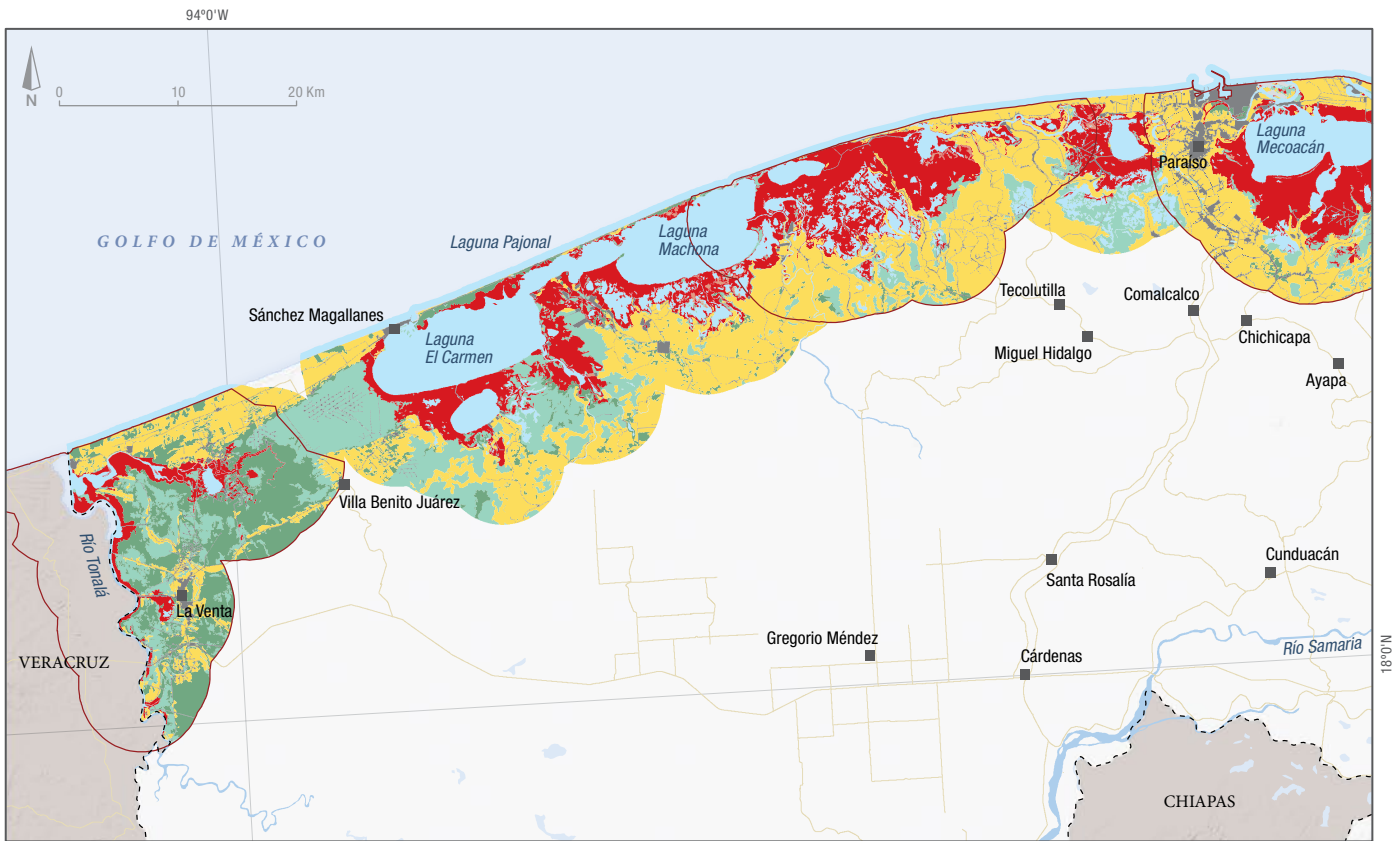 94°0'W
N
0 10 20 Km
Laguna
Mecoacán
Paraíso
GOLFO DE MÉXICO
Laguna Pajonal
Laguna
Machona
Tecolutilla
Comalcalco
Sánchez Magallanes
Chichicapa
Laguna
El Carmen
Miguel Hidalgo
Ayapa
Villa Benito Juárez
Río Tonalá
Cunduacán
Santa Rosalía
La Venta
Gregorio Méndez
Río Samaria
18°0'N
VERACRUZ
Cárdenas
CHIAPAS